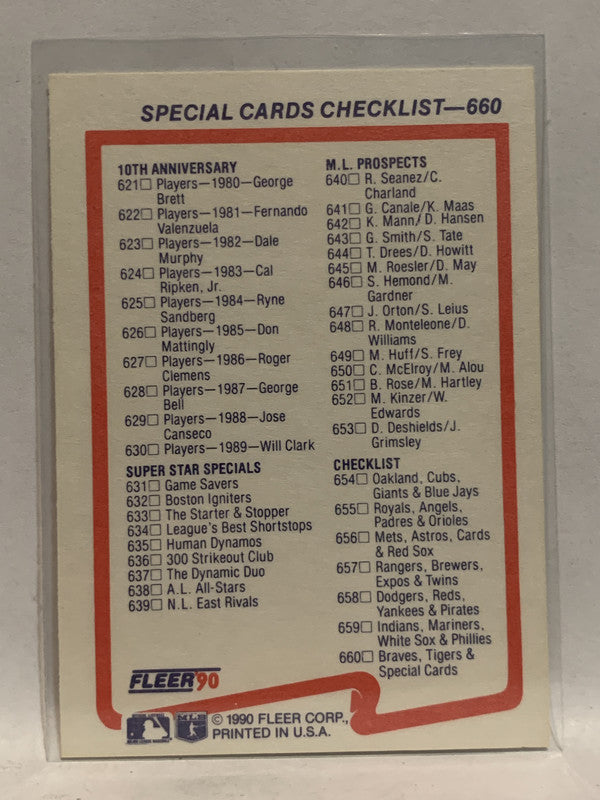 SPECIAL CARDS CHECKLIST—660
10TH ANNIVERSARY
621☐ Players—1980—George
Brett
622☐ Players—1981—Fernando
Valenzuela
623☐ Players—1982—Dale
Murphy
624☐ Players—1983—Cal
Ripken, Jr.
625☐ Players—1984—Ryne
Sandberg
626☐ Players—1985—Don
Mattingly
627☐ Players—1986—Roger
Clemens
628☐ Players—1987—George
Bell
629☐ Players—1988—Jose
Canseco
630☐ Players—1989—Will Clark
SUPER STAR SPECIALS
631☐ Game Savers
632☐ Boston Igniters
633☐ The Starter & Stopper
634☐ League's Best Shortstops
635☐ Human Dynamos
636☐ 300 Strikeout Club
637☐ The Dynamic Duo
638☐ A.L. All-Stars
639☐ N.L. East Rivals
M.L. PROSPECTS
640☐ R. Seanez/C.
Charland
641☐ G. Canale/K. Maas
642☐ K. Mann/D. Hansen
643☐ G. Smith/S. Tate
644☐ T. Drees/D. Howitt
645☐ M. Roesler/D. May
646☐ S. Hemond/M.
Gardner
647☐ J. Orton/S. Leius
648☐ R. Monteleone/D.
Williams
649☐ M. Huff/S. Frey
650☐ C. McElroy/M. Alou
651☐ B. Rose/M. Hartley
652☐ M. Kinzer/W.
Edwards
653☐ D. Deshields/J.
Grimsley
CHECKLIST
654☐ Oakland, Cubs,
Giants & Blue Jays
655☐ Royals, Angels,
Padres & Orioles
656☐ Mets, Astros, Cards
& Red Sox
657☐ Rangers, Brewers,
Expos & Twins
658☐ Dodgers, Reds,
Yankees & Pirates
659☐ Indians, Mariners,
White Sox & Phillies
660☐ Braves, Tigers &
Special Cards
FLEER '90
© 1990 FLEER CORP.,
PRINTED IN U.S.A.